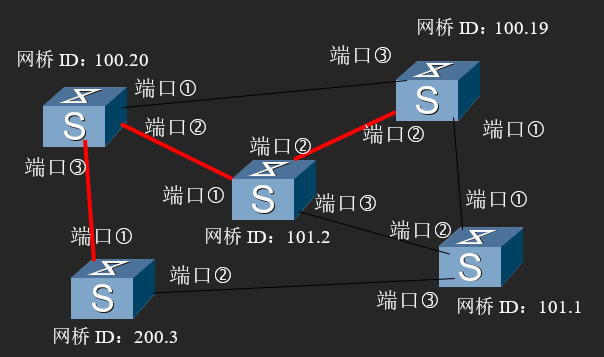 网桥 ID：100.19
端口③
网桥 ID：100.20
端口①
S
S
端口②
端口②
端口①
端口②
端口③
端口①
S
端口①
端口③
端口②
端口①
网桥 ID：101.2
S
端口②
S
端口③
网桥 ID：101.1
网桥 ID：200.3